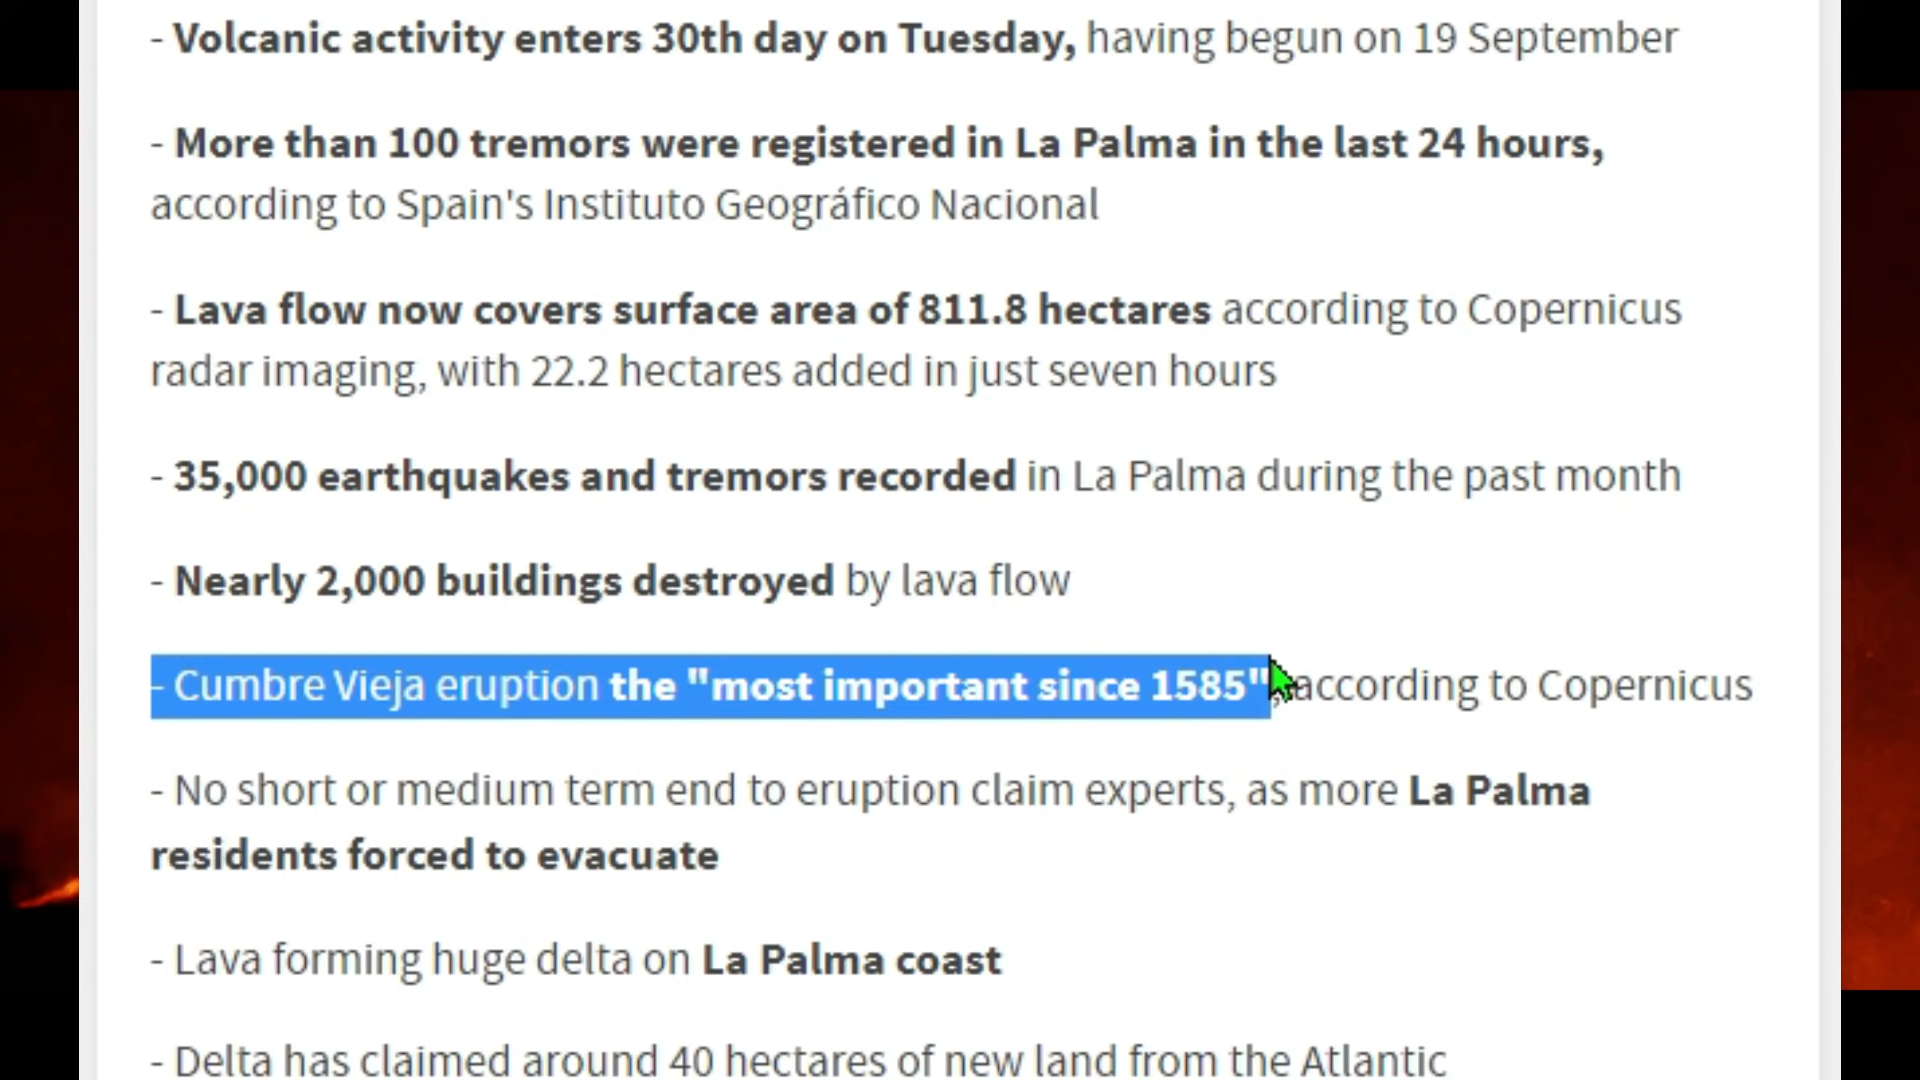 - Volcanic activity enters 30th day on Tuesday, having begun on 19 September
- More than 100 tremors were registered in La Palma in the last 24 hours,
according to Spain's Instituto Geográfico Nacional
- Lava flow now covers surface area of 811.8 hectares according to Copernicus
radar imaging, with 22.2 hectares added in just seven hours
- 35,000 earthquakes and tremors recorded in La Palma during the past month
- Nearly 2,000 buildings destroyed by lava flow
- Cumbre Vieja eruption the "most important since 1585", according to Copernicus
- No short or medium term end to eruption claim experts, as more La Palma
residents forced to evacuate
- Lava forming huge delta on La Palma coast
- Delta has claimed around 40 hectares of new land from the Atlantic